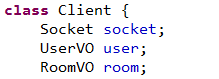 class Client {
    Socket socket;
    UserVO user;
    RoomVO room;